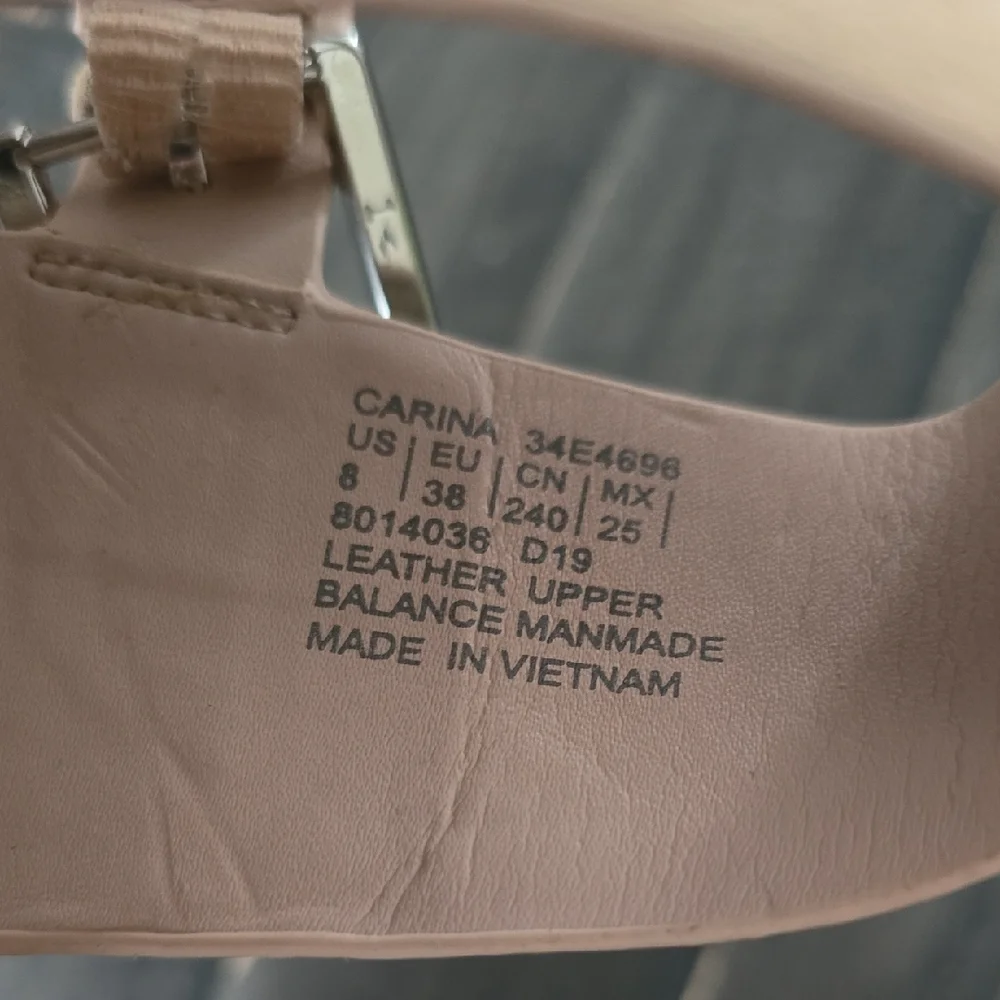 CARINA 34E4696
US | EU | CN | MX |
8 | 38 | 240 | 25 |
8014036 D19
LEATHER UPPER
BALANCE MANMADE
MADE IN VIETNAM